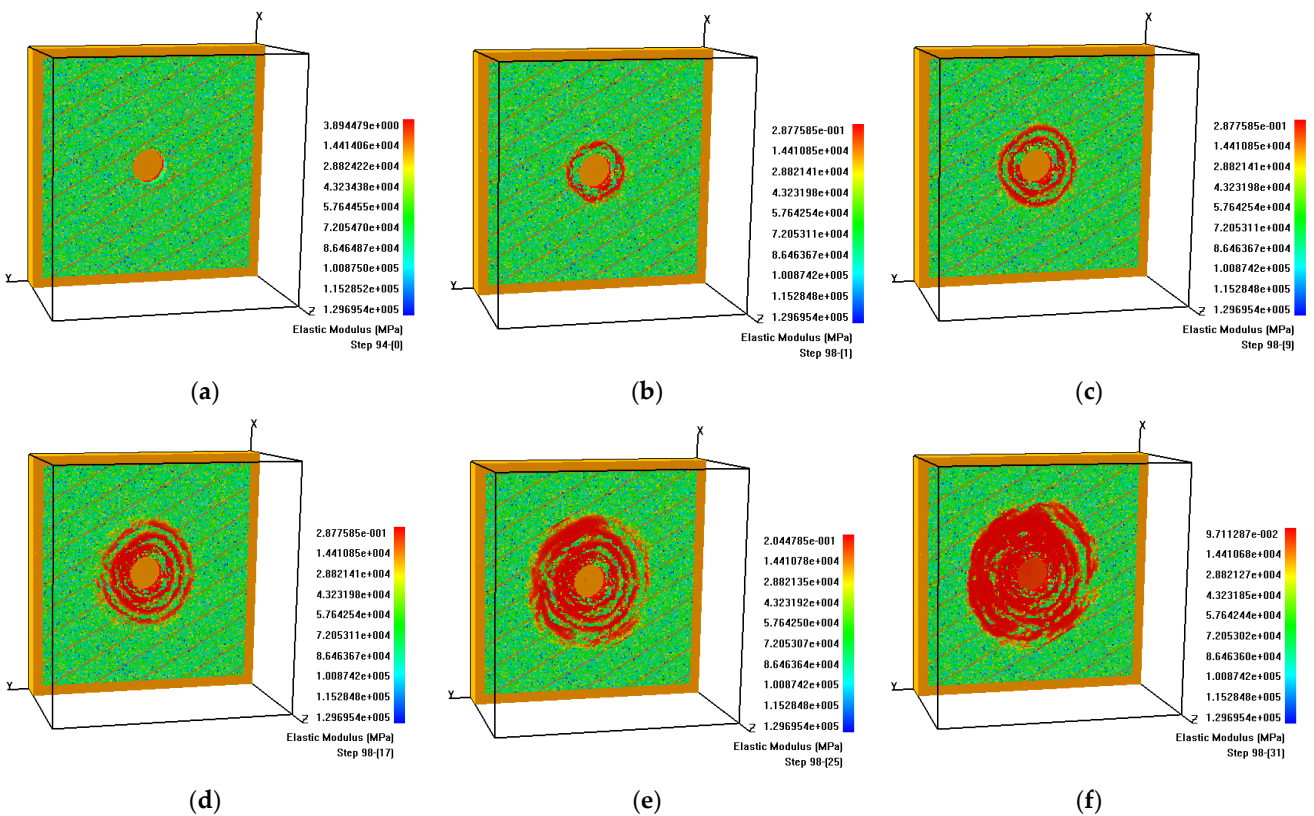 X
3.894479e+000
1.441406e+004
2.882422e+004
4.323438e+004
5.764455e+004
7.205470e+004
8.646487e+004
1.008750e+005
1.152852e+005
1.296954e+005
Y
Z
Elastic Modulus (MPa)
Step 94-(0)
(a)
X
2.877585e-001
1.441085e+004
2.882141e+004
4.323198e+004
5.764254e+004
7.205311e+004
8.646367e+004
1.008742e+005
1.152848e+005
1.296954e+005
Y
Z
Elastic Modulus (MPa)
Step 98-(1)
(b)
X
2.877585e-001
1.441085e+004
2.882141e+004
4.323198e+004
5.764254e+004
7.205311e+004
8.646367e+004
1.008742e+005
1.152848e+005
1.296954e+005
Y
Z
Elastic Modulus (MPa)
Step 98-(9)
(c)
X
2.877585e-001
1.441085e+004
2.882141e+004
4.323198e+004
5.764254e+004
7.205311e+004
8.646367e+004
1.008742e+005
1.152848e+005
1.296954e+005
Y
Z
Elastic Modulus (MPa)
Step 98-(17)
(d)
X
2.044785e-001
1.441078e+004
2.882135e+004
4.323192e+004
5.764250e+004
7.205307e+004
8.646364e+004
1.008742e+005
1.152848e+005
1.296954e+005
Y
Z
Elastic Modulus (MPa)
Step 98-(25)
(e)
X
9.711287e-002
1.441068e+004
2.882127e+004
4.323185e+004
5.764244e+004
7.205302e+004
8.646360e+004
1.008742e+005
1.152848e+005
1.296954e+005
Y
Z
Elastic Modulus (MPa)
Step 98-(31)
(f)